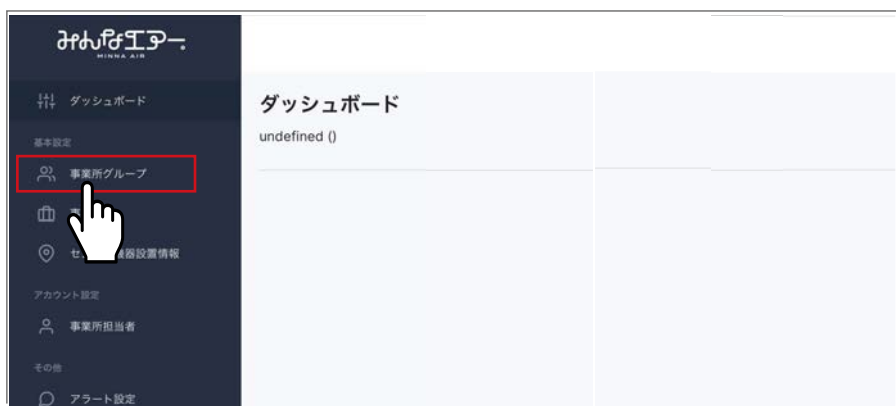 みんなエアー.
MINNA AIR
ダッシュボード
基本設定
事業所グループ
セ
器設置情報
アカウント設定
事業所担当者
その他
アラート設定
ダッシュボード
undefined ()